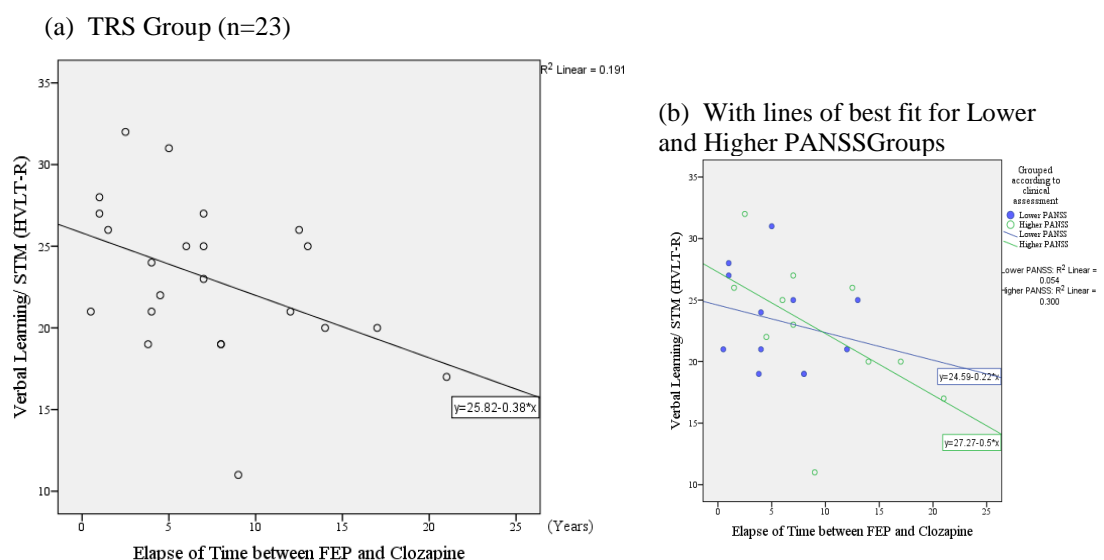 (a) TRS Group (n=23)
R² Linear = 0.191
35
30
25
20
15
10
Verbal Learning/ STM (HVLT-R)
y=25.82-0.38*x
0 5 10 15 20 25 (Years)
Elapse of Time between FEP and Clozapine
(b) With lines of best fit for Lower
and Higher PANSSGroups
35
30
25
20
15
10
Verbal Learning/ STM (HVLT-R)
Grouped
according to
clinical
assessment
Lower PANSS
Higher PANSS
Lower PANSS
Higher PANSS
Lower PANSS: R² Linear =
0.054
Higher PANSS: R² Linear =
0.300
y=24.59-0.22*x
y=27.27-0.5*x
0 5 10 15 20 25
Elapse of Time between FEP and Clozapine